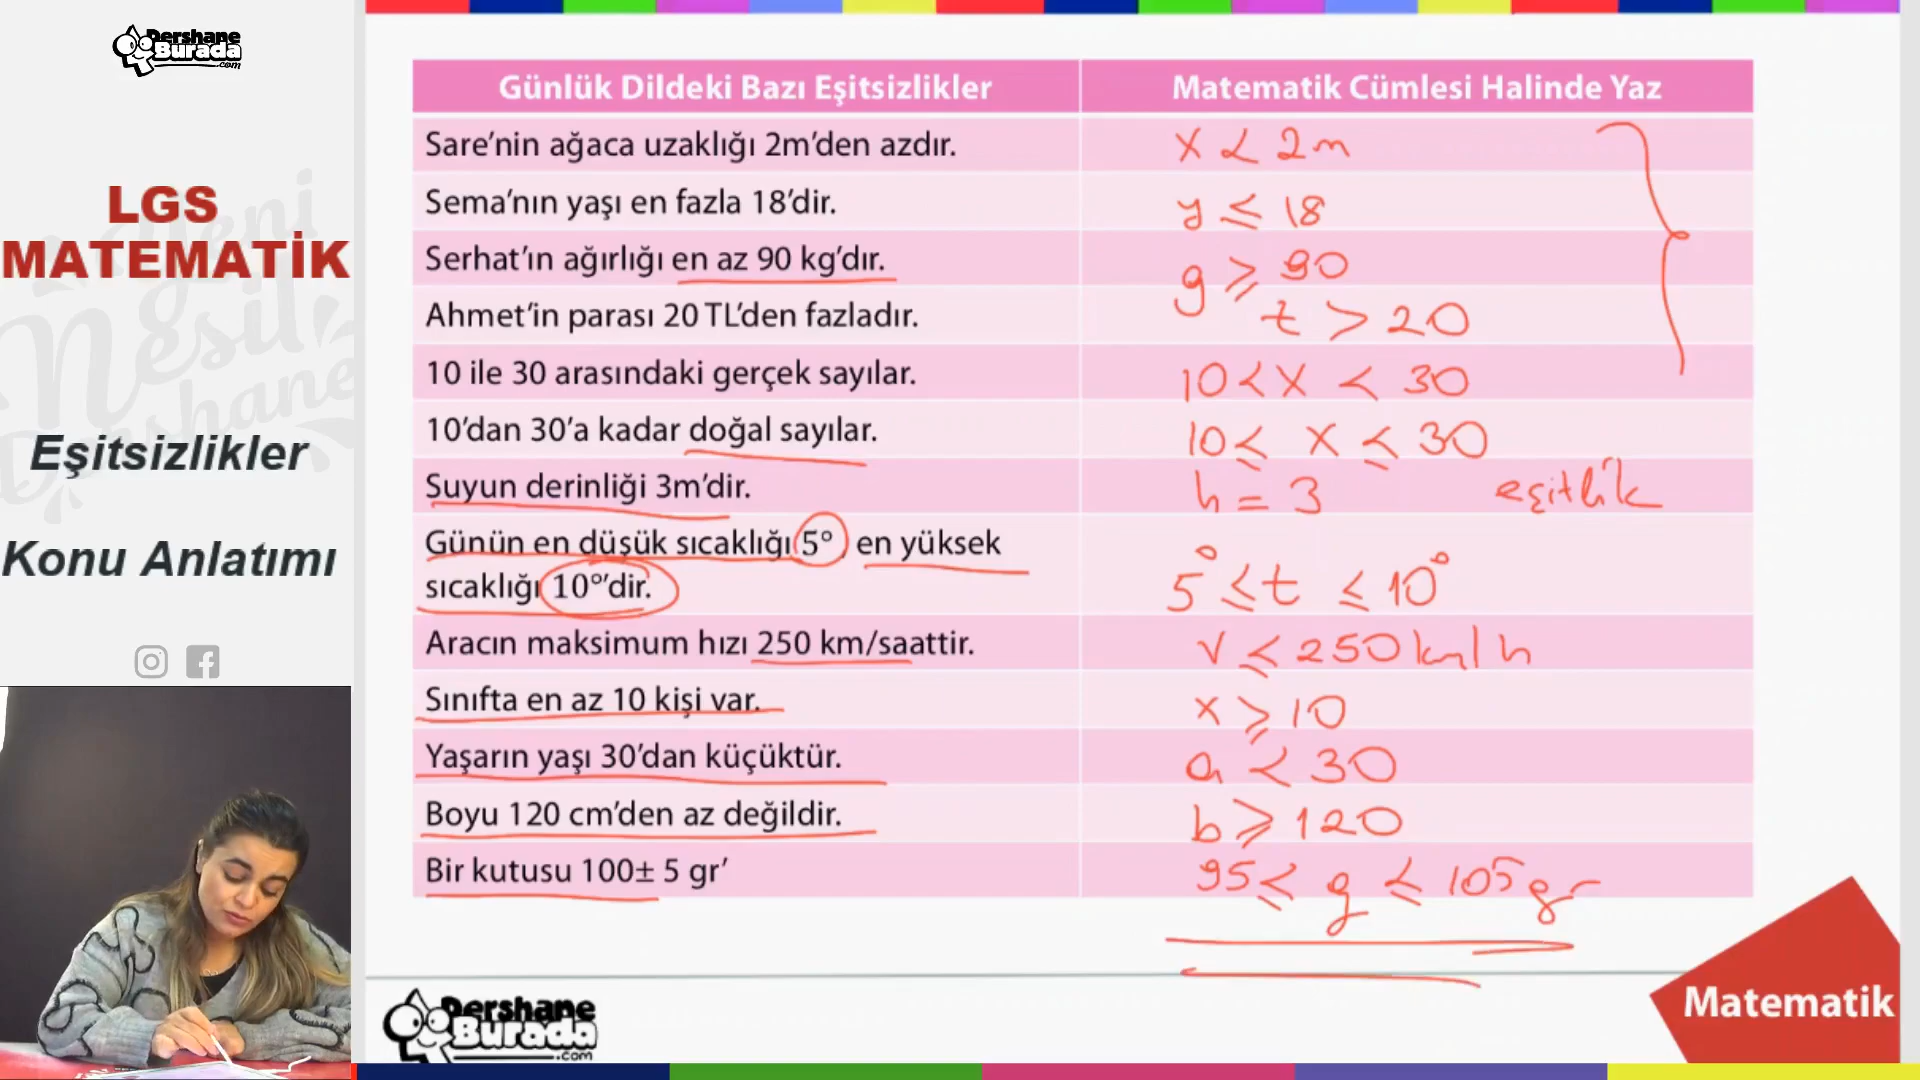 Dershane
Burada
.com
LGS
MATEMATİK
Yeni
Nesil
Dershane
Eşitsizlikler
Konu Anlatımı
Günlük Dildeki Bazı Eşitsizlikler Matematik Cümlesi Halinde Yaz
Sare’nin ağaca uzaklığı 2m’den azdır. x < 2m
Sema’nın yaşı en fazla 18’dir. y ≤ 18
Serhat’ın ağırlığı en az 90 kg’dır. g ≥ 90
Ahmet’in parası 20 TL’den fazladır. t > 20
10 ile 30 arasındaki gerçek sayılar. 10 < x < 30
10’dan 30’a kadar doğal sayılar. 10 ≤ x ≤ 30
Suyun derinliği 3m’dir. h = 3 eşitlik
Günün en düşük sıcaklığı 5° en yüksek
sıcaklığı 10°’dir. 5° ≤ t ≤ 10°
Aracın maksimum hızı 250 km/saattir. v ≤ 250 km/h
Sınıfta en az 10 kişi var. x ≥ 10
Yaşarın yaşı 30’dan küçüktür. a < 30
Boyu 120 cm’den az değildir. b ≥ 120
Bir kutusu 100± 5 gr’ 95 ≤ g ≤ 105 gr
Dershane
Burada
.com
Matematik